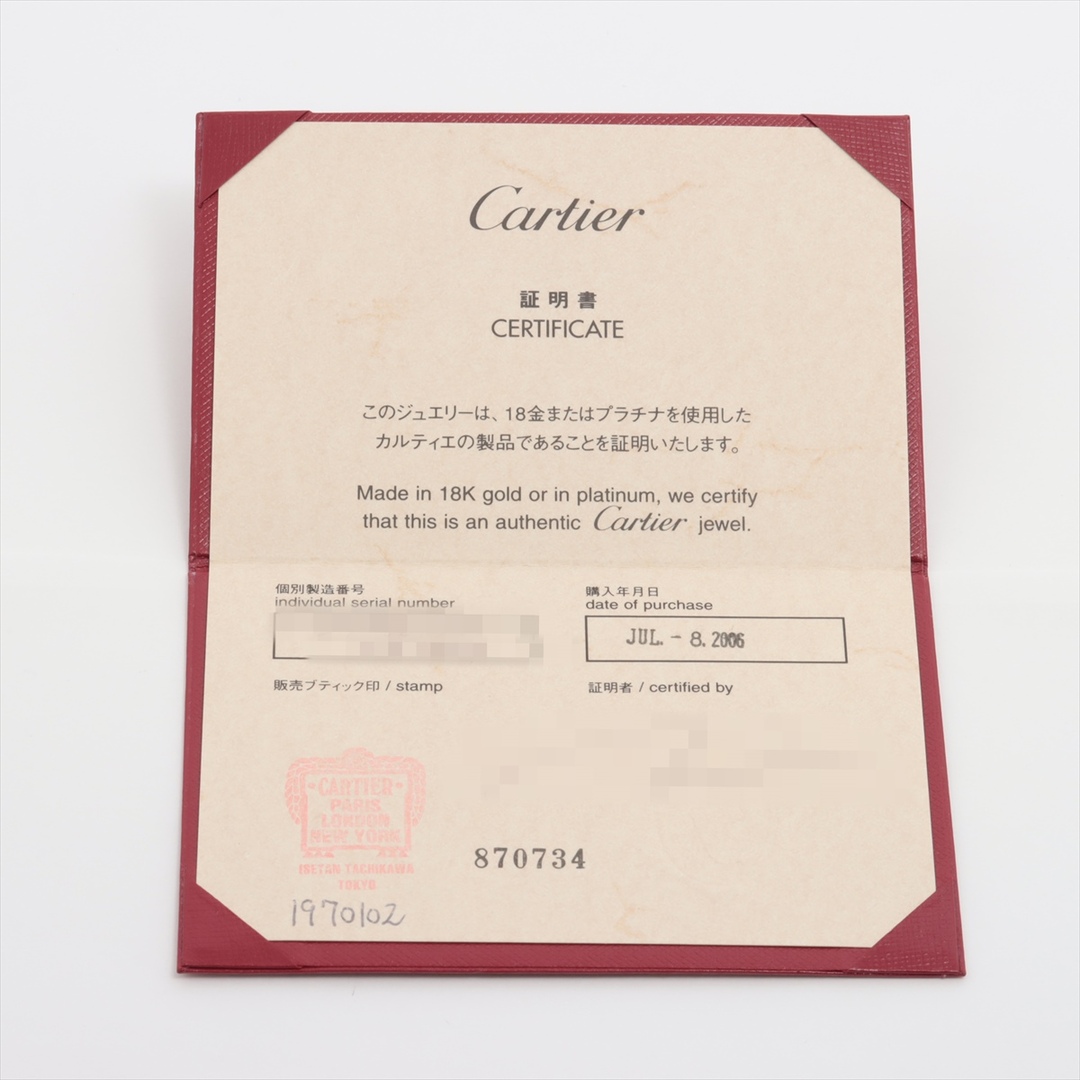 Cartier
証明書
CERTIFICATE
このジュエリーは、18金またはプラチナを使用した
カルティエの製品であることを証明いたします。
Made in 18K gold or in platinum, we certify
that this is an authentic Cartier jewel.
個別製造番号
individual serial number
購入年月日
date of purchase
JUL. - 8. 2006
販売ブティック印 / stamp
証明者 / certified by
CARTIER
PARIS
LONDON
NEW YORK
ISETAN TACHIKAWA
TOKYO
870734
1970102